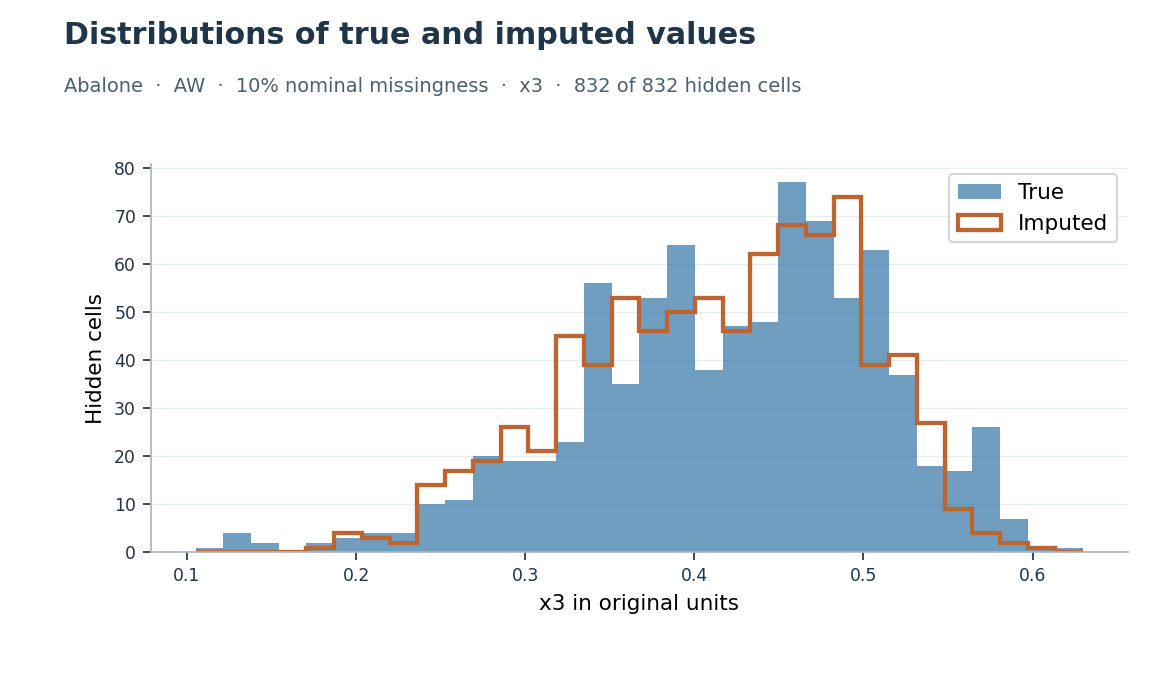 Distributions of true and imputed values
Abalone · AW · 10% nominal missingness · x3 · 832 of 832 hidden cells
80
70
60
50
40
30
20
10
0
Hidden cells
True
Imputed
0.1 0.2 0.3 0.4 0.5 0.6
x3 in original units